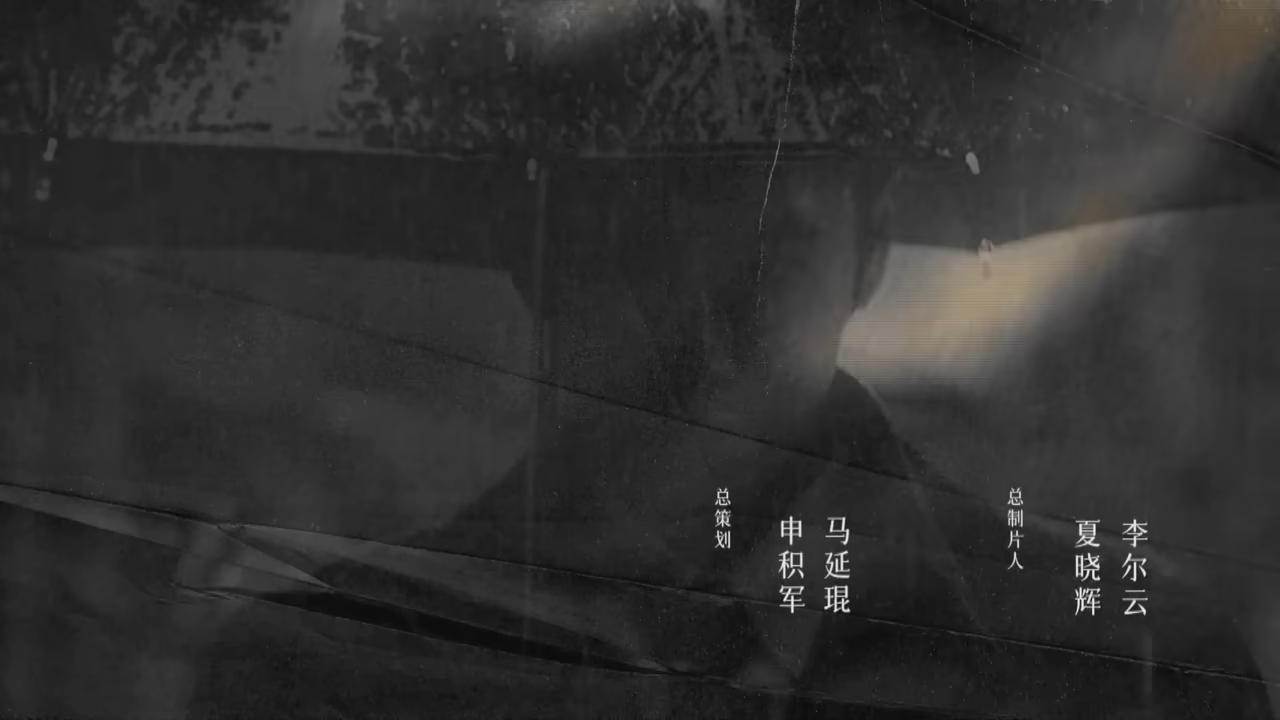 总策划
申积军
马延琨
总制片人
夏晓辉
李尔云